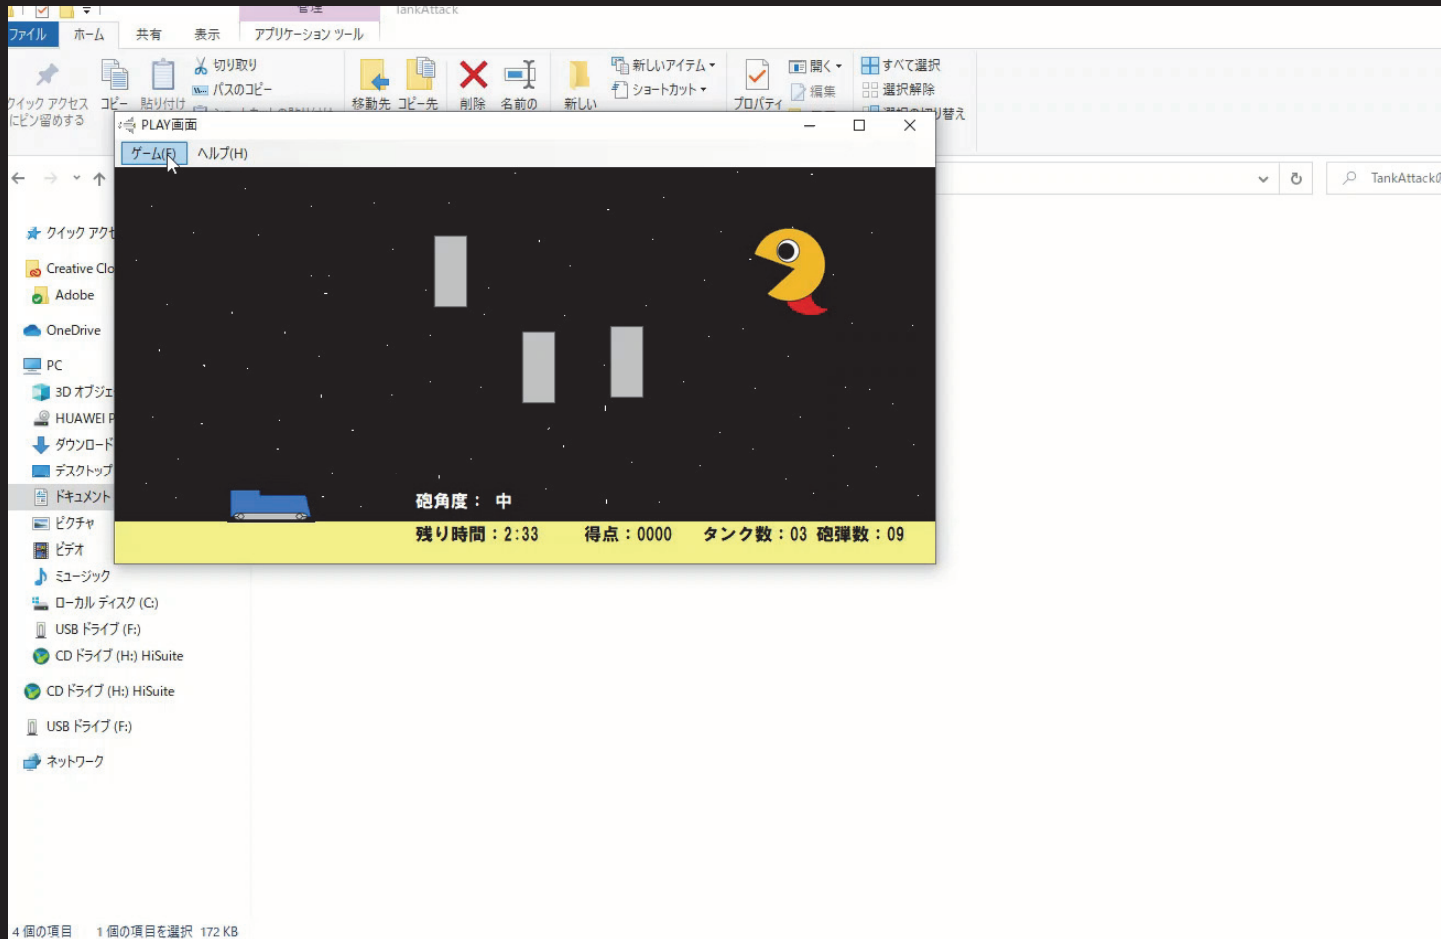 管理
TankAttack
ファイル ホーム 共有 表示 アプリケーション ツール
切り取り
パスのコピー
新しいアイテム
ショートカット
開く
編集
すべて選択
選択解除
クイック アクセス
にピン留めする
コピー 貼り付け
移動先 コピー先 削除 名前の 新しい プロパティ
PLAY画面
ゲーム(F) ヘルプ(H)
TankAttackの
クイック アクセ
Creative Clo
Adobe
OneDrive
PC
3D オブジェ
HUAWEI P
ダウンロード
デスクトップ
ドキュメント
ピクチャ
ビデオ
ミュージック
ローカル ディスク (C:)
USB ドライブ (F:)
CD ドライブ (H:) HiSuite
CD ドライブ (H:) HiSuite
USB ドライブ (F:)
ネットワーク
砲角度： 中
残り時間：2:33 得点：0000 タンク数：03 砲弾数：09
4 個の項目 1 個の項目を選択 172 KB